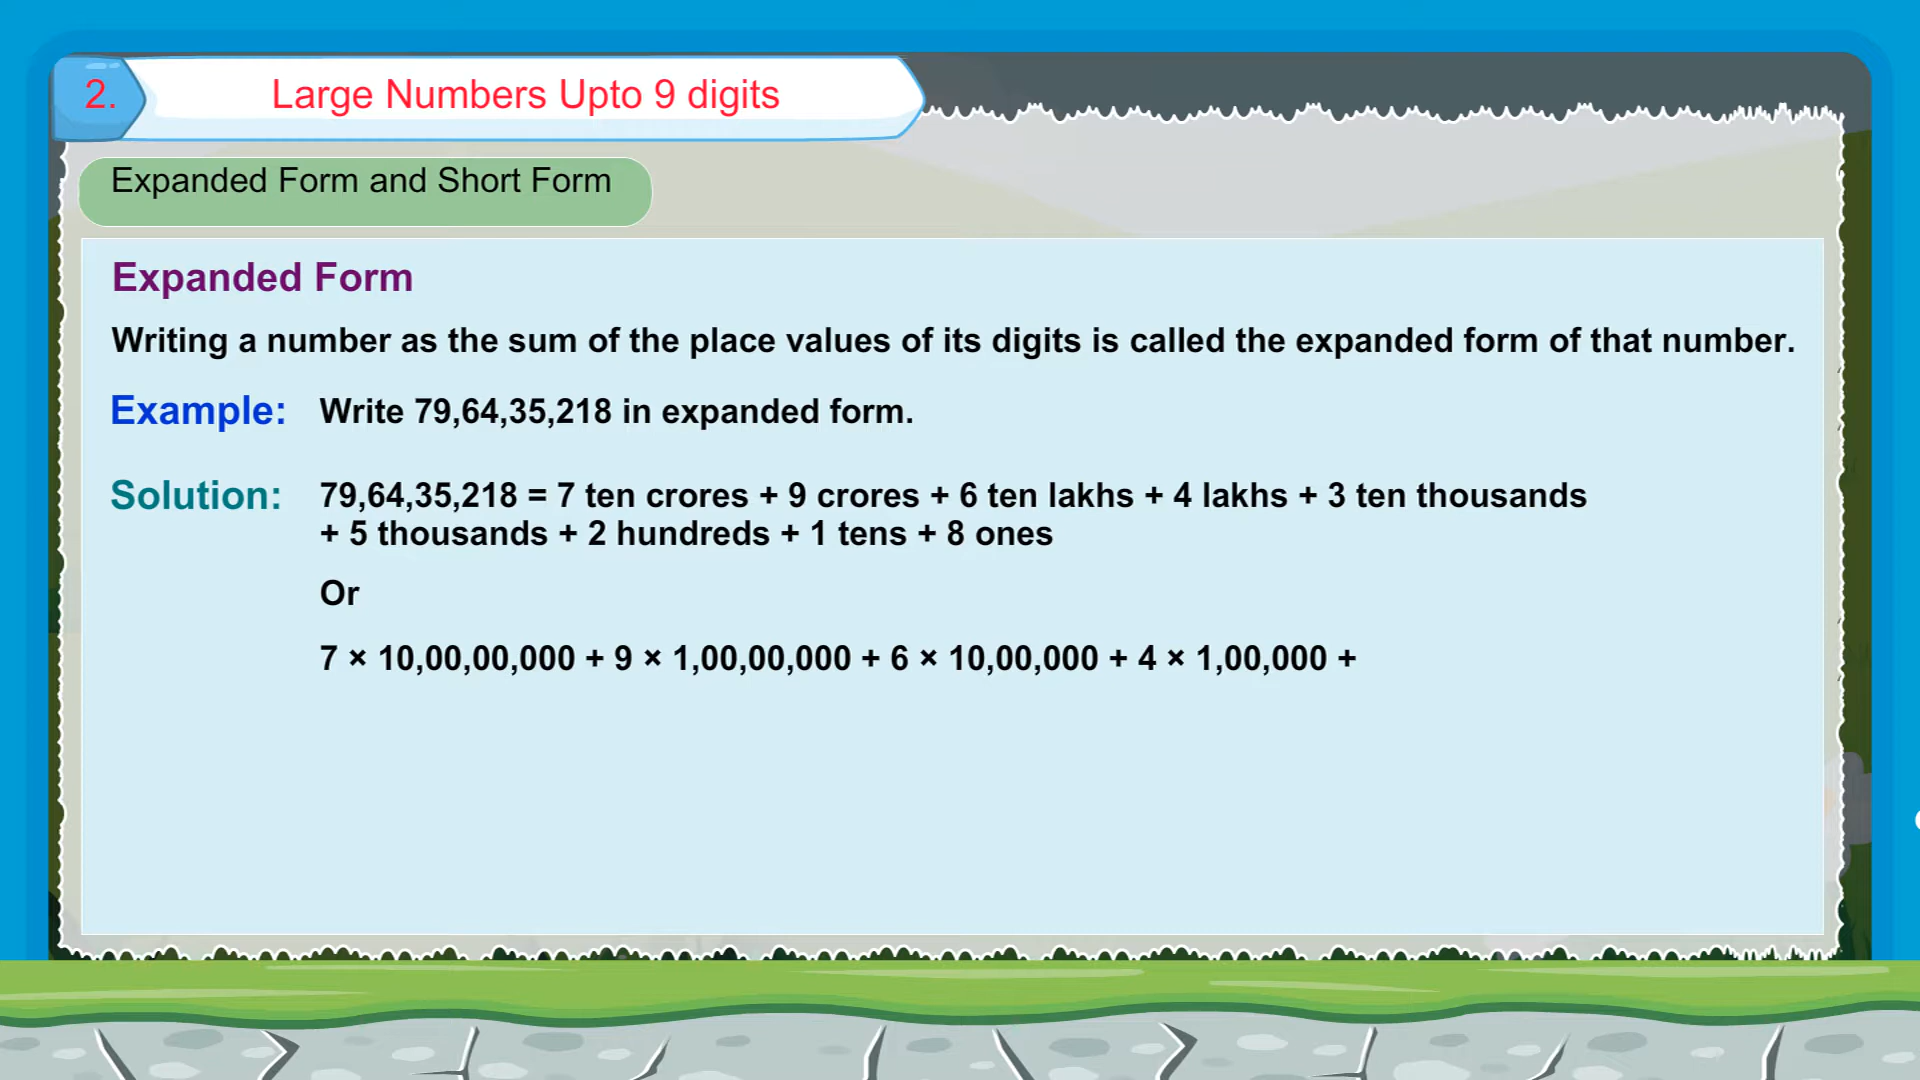 2.
Large Numbers Upto 9 digits
Expanded Form and Short Form
Expanded Form
Writing a number as the sum of the place values of its digits is called the expanded form of that number.
Example: Write 79,64,35,218 in expanded form.
Solution: 79,64,35,218 = 7 ten crores + 9 crores + 6 ten lakhs + 4 lakhs + 3 ten thousands
+ 5 thousands + 2 hundreds + 1 tens + 8 ones
Or
7 × 10,00,00,000 + 9 × 1,00,00,000 + 6 × 10,00,000 + 4 × 1,00,000 +